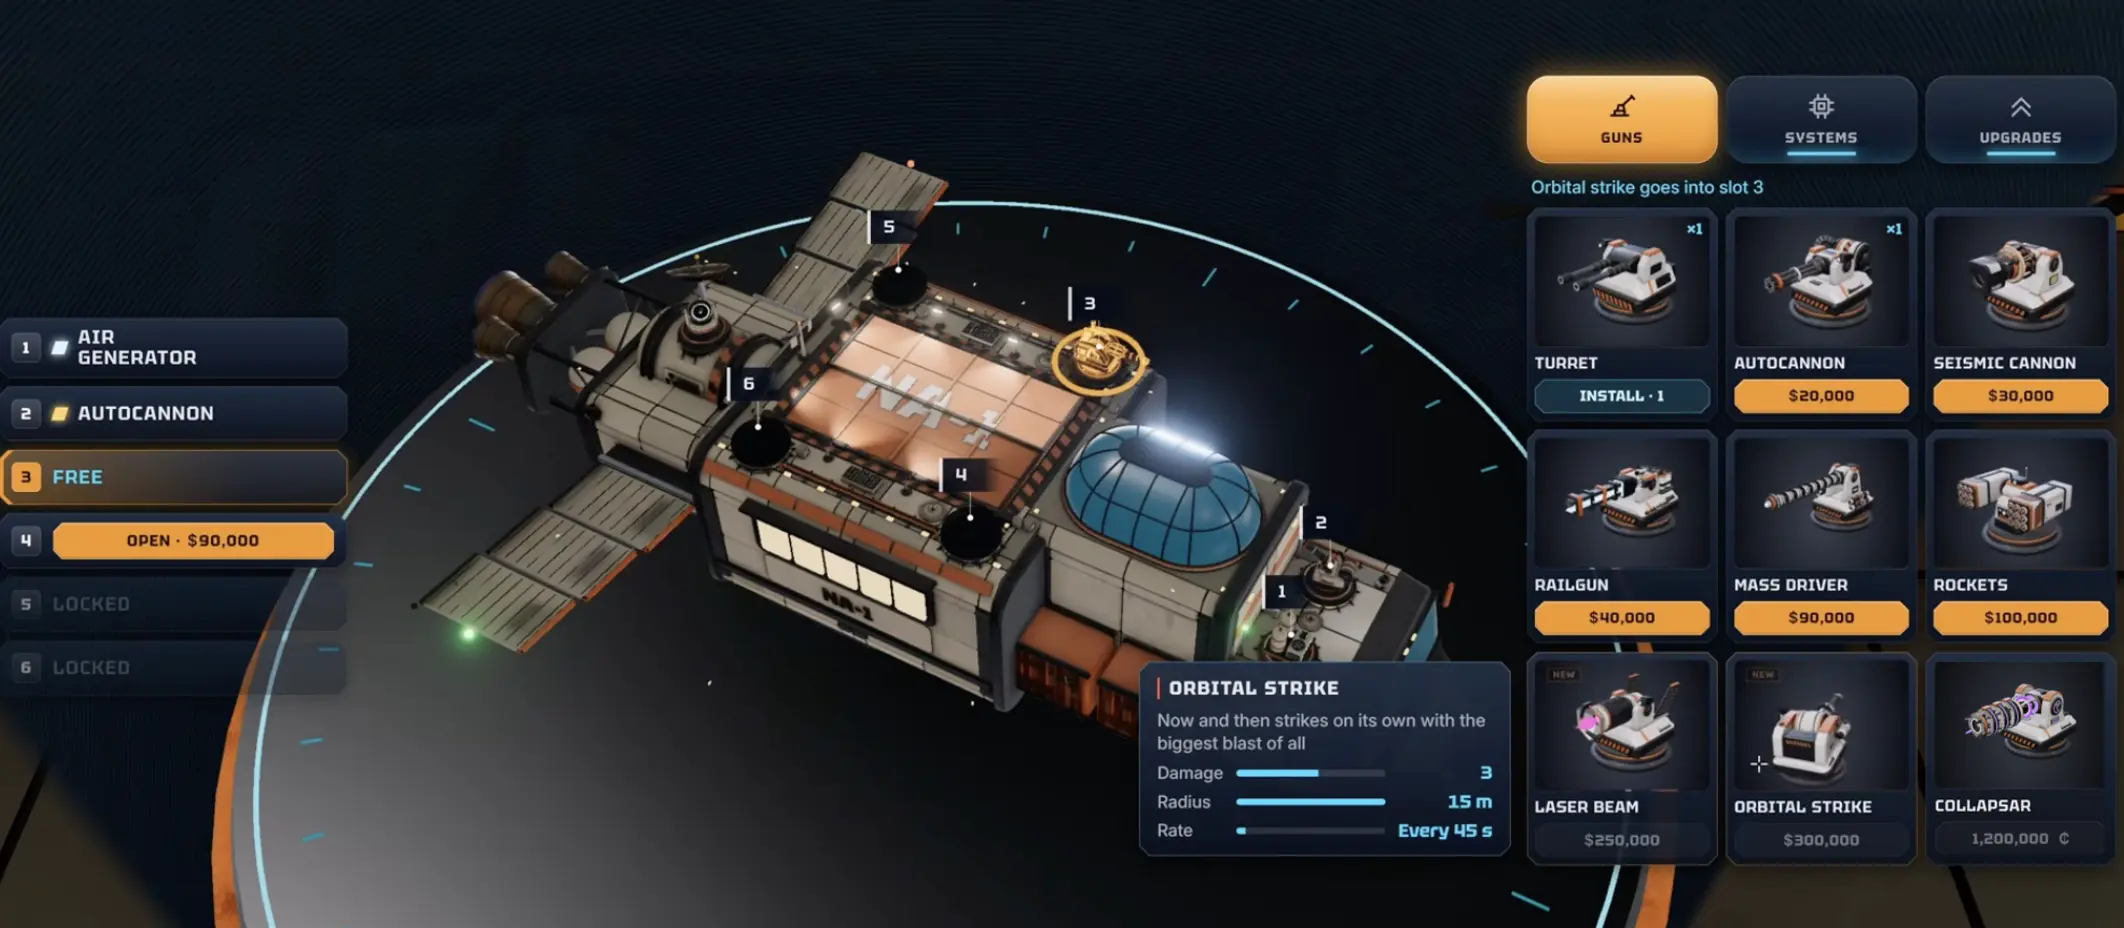 GUNS
SYSTEMS
UPGRADES
Orbital strike goes into slot 3
1 AIR GENERATOR
2 AUTOCANNON
3 FREE
4 OPEN · $90,000
5 LOCKED
6 LOCKED
5
3
6
4
2
1
NA-1
NA-1
×1
TURRET
INSTALL · 1
×1
AUTOCANNON
$20,000
SEISMIC CANNON
$30,000
RAILGUN
$40,000
MASS DRIVER
$90,000
ROCKETS
$100,000
NEW
LASER BEAM
$250,000
NEW
ORBITAL STRIKE
$300,000
COLLAPSAR
1,200,000 ₵
ORBITAL STRIKE
Now and then strikes on its own with the
biggest blast of all
Damage 3
Radius 15 m
Rate Every 45 s